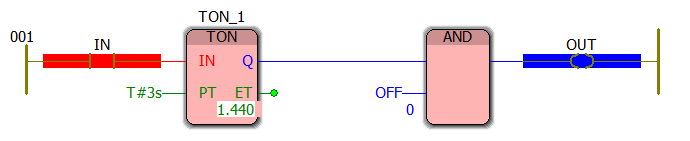 TON_1
001
IN
TON
AND
OUT
IN
Q
T#3s
PT
ET
OFF
1.440
0